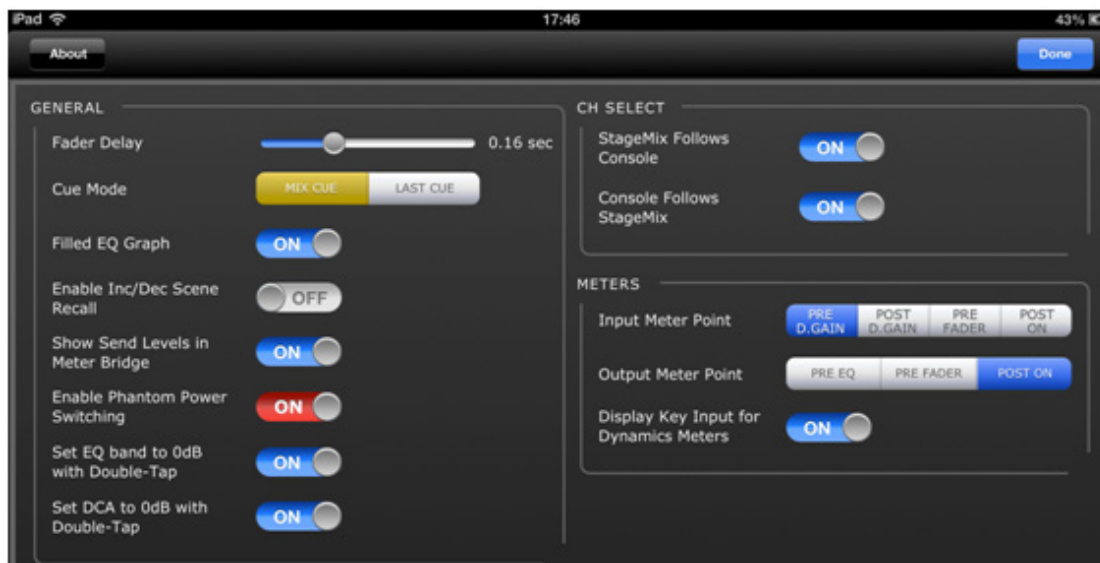 iPad 17:46 43%
About Done
GENERAL
Fader Delay 0.16 sec
Cue Mode MIX CUE LAST CUE
Filled EQ Graph ON
Enable Inc/Dec Scene
Recall OFF
Show Send Levels in
Meter Bridge ON
Enable Phantom Power
Switching ON
Set EQ band to 0dB
with Double-Tap ON
Set DCA to 0dB with
Double-Tap ON
CH SELECT
StageMix Follows
Console ON
Console Follows
StageMix ON
METERS
Input Meter Point PRE
D.GAIN POST
D.GAIN PRE
FADER POST
ON
Output Meter Point PRE EQ PRE FADER POST ON
Display Key Input for
Dynamics Meters ON